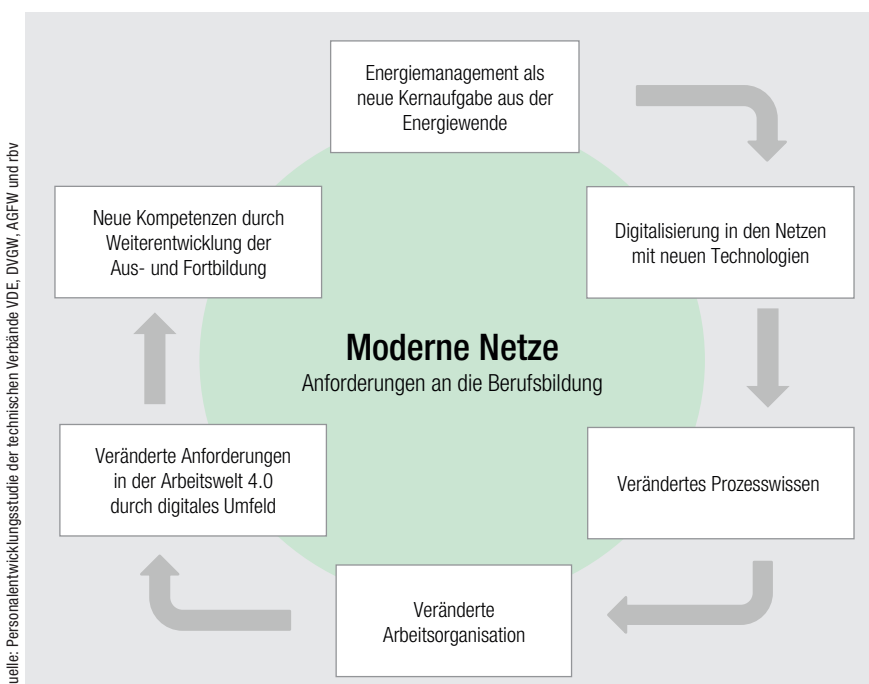 Energiemanagement als
neue Kernaufgabe aus der
Energiewende
Digitalisierung in den Netzen
mit neuen Technologien
Verändertes Prozesswissen
Veränderte
Arbeitsorganisation
Veränderte Anforderungen
in der Arbeitswelt 4.0
durch digitales Umfeld
Neue Kompetenzen durch
Weiterentwicklung der
Aus- und Fortbildung
Moderne Netze
Anforderungen an die Berufsbildung
uelle: Personalentwicklungsstudie der technischen Verbände VDE, DVGW, AGFW und rbv